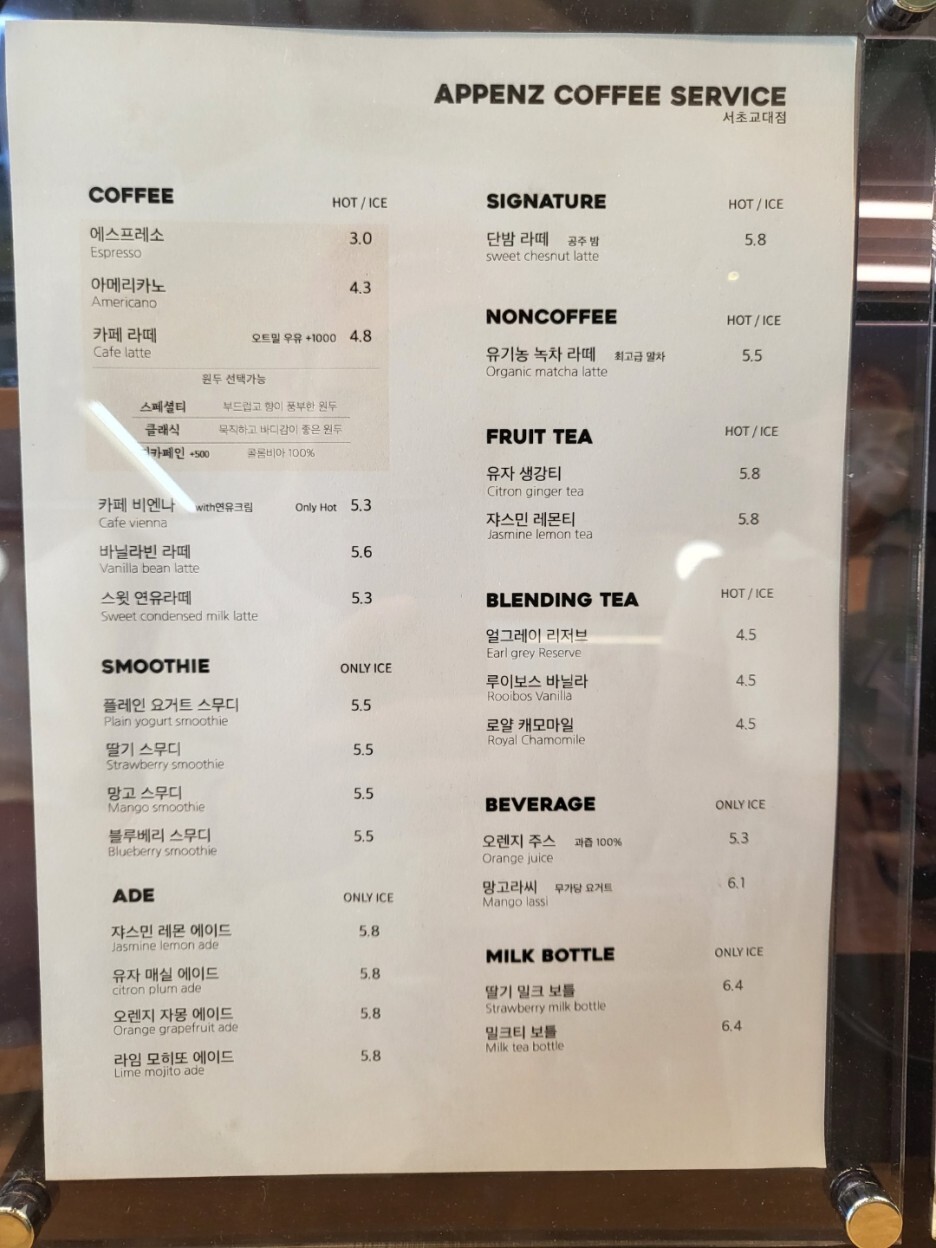 APPENZ COFFEE SERVICE
서초교대점
COFFEE HOT / ICE
에스프레소 3.0
Espresso
아메리카노 4.3
Americano
카페 라떼 오트밀 우유 +1000 4.8
Cafe latte
원두 선택가능
스페셜티 부드럽고 향이 풍부한 원두
클래식 묵직하고 바디감이 좋은 원두
디카페인 +500 콜롬비아 100%
카페 비엔나 with연유크림 Only Hot 5.3
Cafe vienna
바닐라빈 라떼 5.6
Vanilla bean latte
스윗 연유라떼 5.3
Sweet condensed milk latte
SMOOTHIE ONLY ICE
플레인 요거트 스무디 5.5
Plain yogurt smoothie
딸기 스무디 5.5
Strawberry smoothie
망고 스무디 5.5
Mango smoothie
블루베리 스무디 5.5
Blueberry smoothie
ADE ONLY ICE
쟈스민 레몬 에이드 5.8
Jasmine lemon ade
유자 매실 에이드 5.8
citron plum ade
오렌지 자몽 에이드 5.8
Orange grapefruit ade
라임 모히또 에이드 5.8
Lime mojito ade
SIGNATURE HOT / ICE
단밤 라떼 공주 밤 5.8
sweet chesnut latte
NONCOFFEE HOT / ICE
유기농 녹차 라떼 최고급 말차 5.5
Organic matcha latte
FRUIT TEA HOT / ICE
유자 생강티 5.8
Citron ginger tea
쟈스민 레몬티 5.8
Jasmine lemon tea
BLENDING TEA HOT / ICE
얼그레이 리저브 4.5
Earl grey Reserve
루이보스 바닐라 4.5
Rooibos Vanilla
로얄 캐모마일 4.5
Royal Chamomile
BEVERAGE ONLY ICE
오렌지 주스 과즙 100% 5.3
Orange juice
망고라씨 무가당 요거트 6.1
Mango lassi
MILK BOTTLE ONLY ICE
딸기 밀크 보틀 6.4
Strawberry milk bottle
밀크티 보틀 6.4
Milk tea bottle